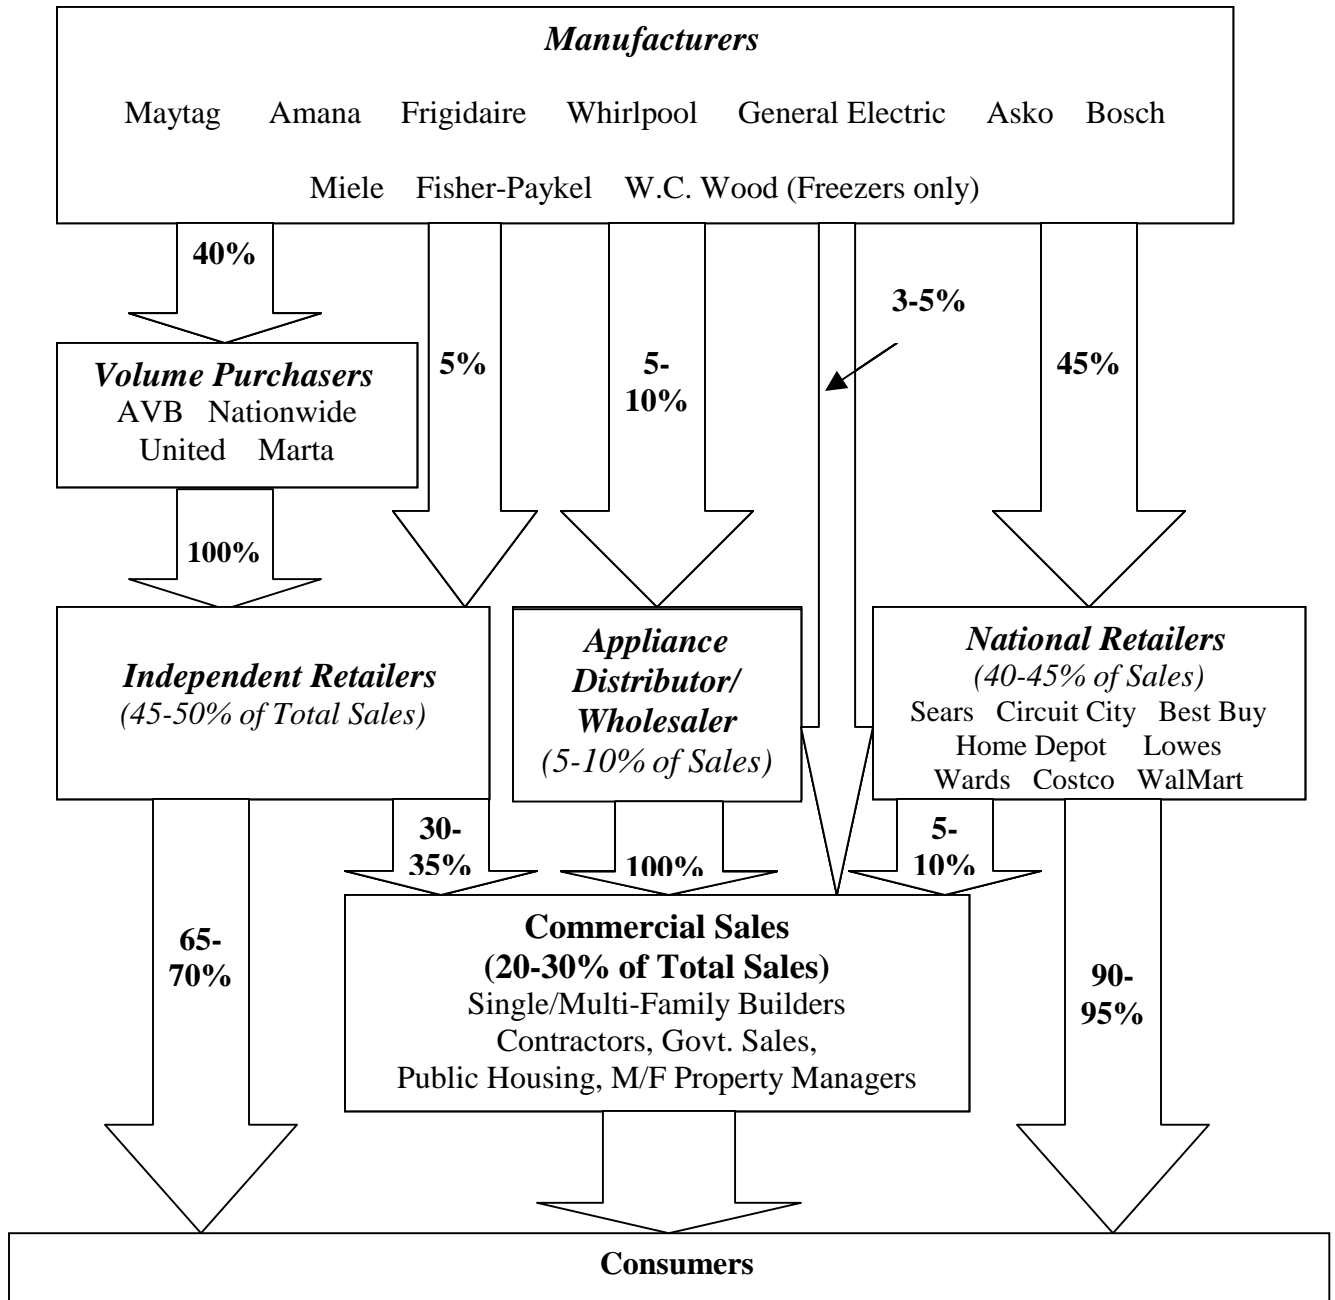 Manufacturers
Maytag Amana Frigidaire Whirlpool General Electric Asko Bosch
Miele Fisher-Paykel W.C. Wood (Freezers only)
40%
3-5%
5%
5-
10%
45%
Volume Purchasers
AVB Nationwide
United Marta
100%
Independent Retailers
(45-50% of Total Sales)
Appliance
Distributor/
Wholesaler
(5-10% of Sales)
National Retailers
(40-45% of Sales)
Sears Circuit City Best Buy
Home Depot Lowes
Wards Costco WalMart
30-
35%
100%
5-
10%
65-
70%
Commercial Sales
(20-30% of Total Sales)
Single/Multi-Family Builders
Contractors, Govt. Sales,
Public Housing, M/F Property Managers
90-
95%
Consumers